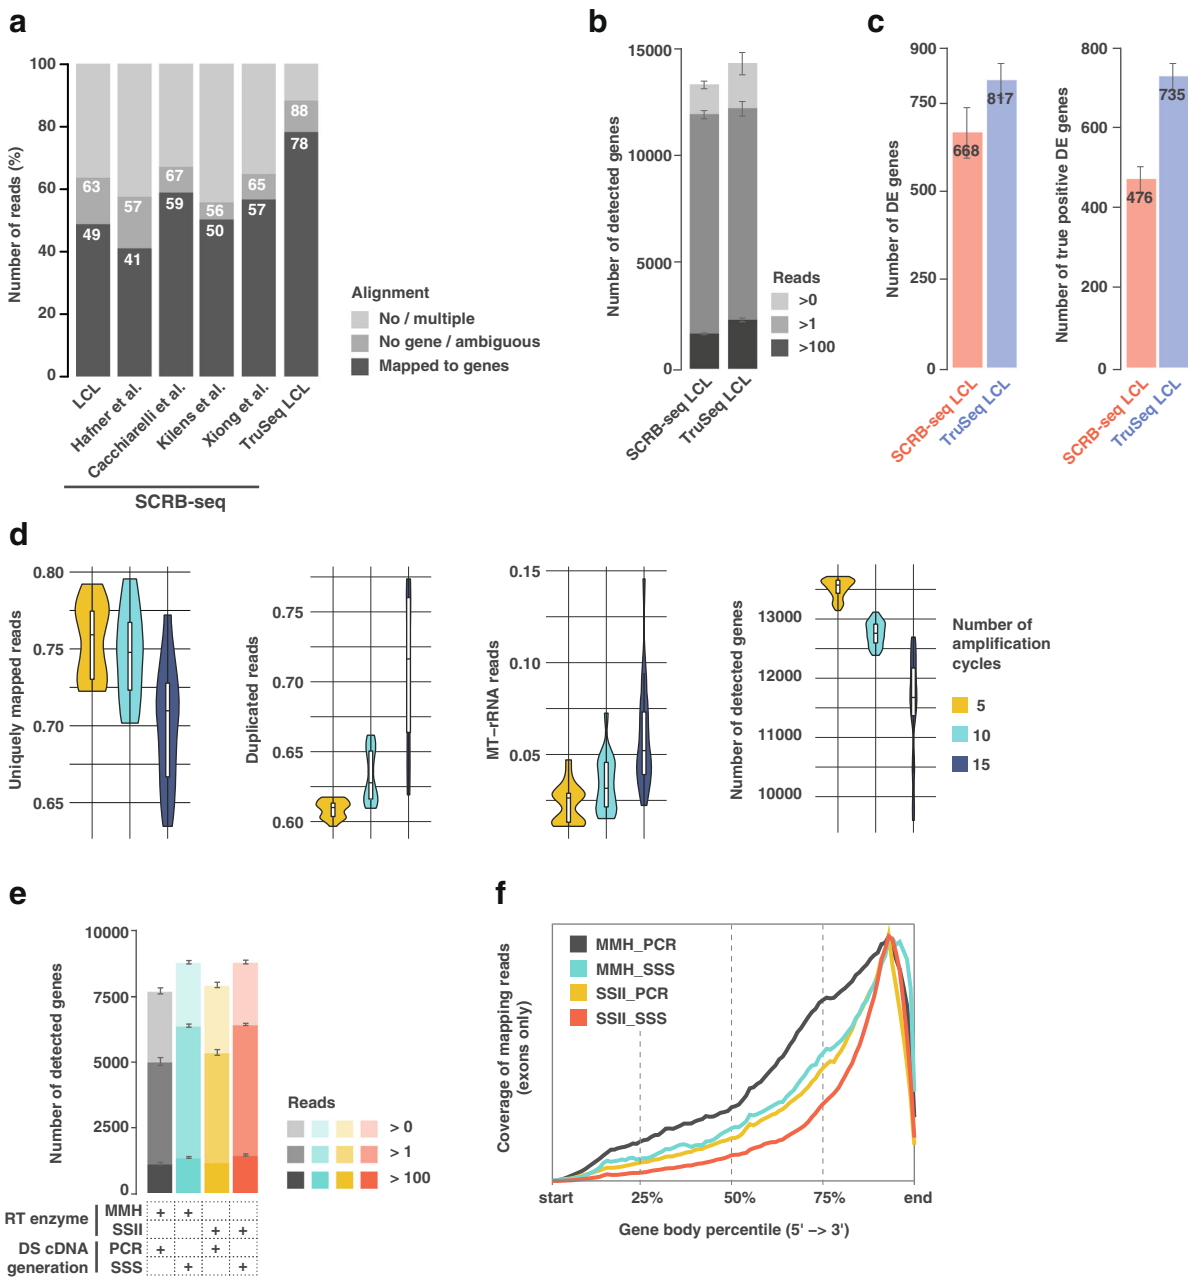 a
Number of reads (%)
100
80
60
40
20
0
63
49
57
41
67
59
56
50
65
57
88
78
LCL
Hafner et al.
Cacchiarelli et al.
Kilens et al.
Xiong et al.
TruSeq LCL
SCRB-seq
Alignment
No / multiple
No gene / ambiguous
Mapped to genes
b
Number of detected genes
15000
10000
5000
0
SCRB-seq LCL
TruSeq LCL
Reads
>0
>1
>100
c
Number of DE genes
900
750
500
250
0
668
817
SCRB-seq LCL
TruSeq LCL
Number of true positive DE genes
800
600
400
200
0
476
735
SCRB-seq LCL
TruSeq LCL
d
Uniquely mapped reads
0.80
0.75
0.70
0.65
Duplicated reads
0.75
0.70
0.65
0.60
MT-rRNA reads
0.15
0.10
0.05
Number of detected genes
13000
12000
11000
10000
Number of
amplification
cycles
5
10
15
e
Number of detected genes
10000
7500
5000
2500
0
Reads
> 0
> 1
> 100
RT enzyme
MMH + +
SSII + +
DS cDNA
generation
PCR + +
SSS + +
f
Coverage of mapping reads
(exons only)
MMH_PCR
MMH_SSS
SSII_PCR
SSII_SSS
start 25% 50% 75% end
Gene body percentile (5' -> 3')